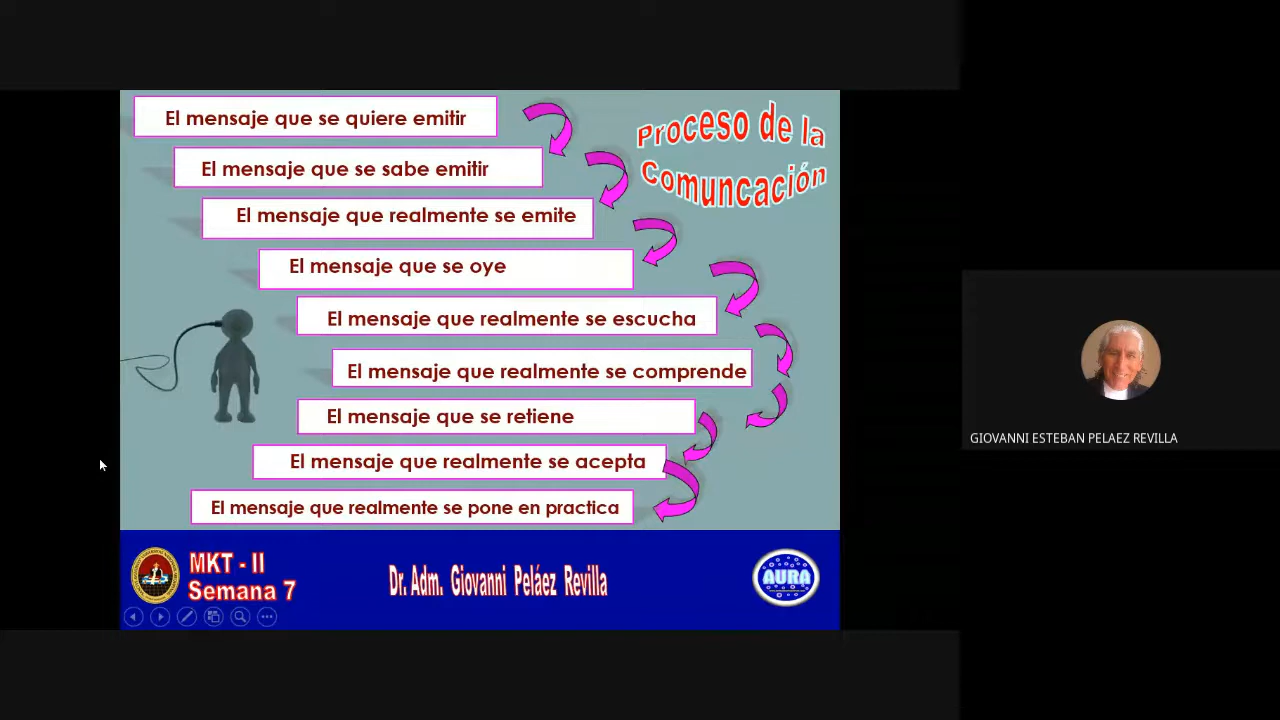 El mensaje que se quiere emitir
El mensaje que se sabe emitir
El mensaje que realmente se emite
El mensaje que se oye
El mensaje que realmente se escucha
El mensaje que realmente se comprende
El mensaje que se retiene
El mensaje que realmente se acepta
El mensaje que realmente se pone en practica
Proceso de la
Comuncación
MKT - II
Semana 7
Dr. Adm. Giovanni Peláez Revilla
AURA
GIOVANNI ESTEBAN PELAEZ REVILLA